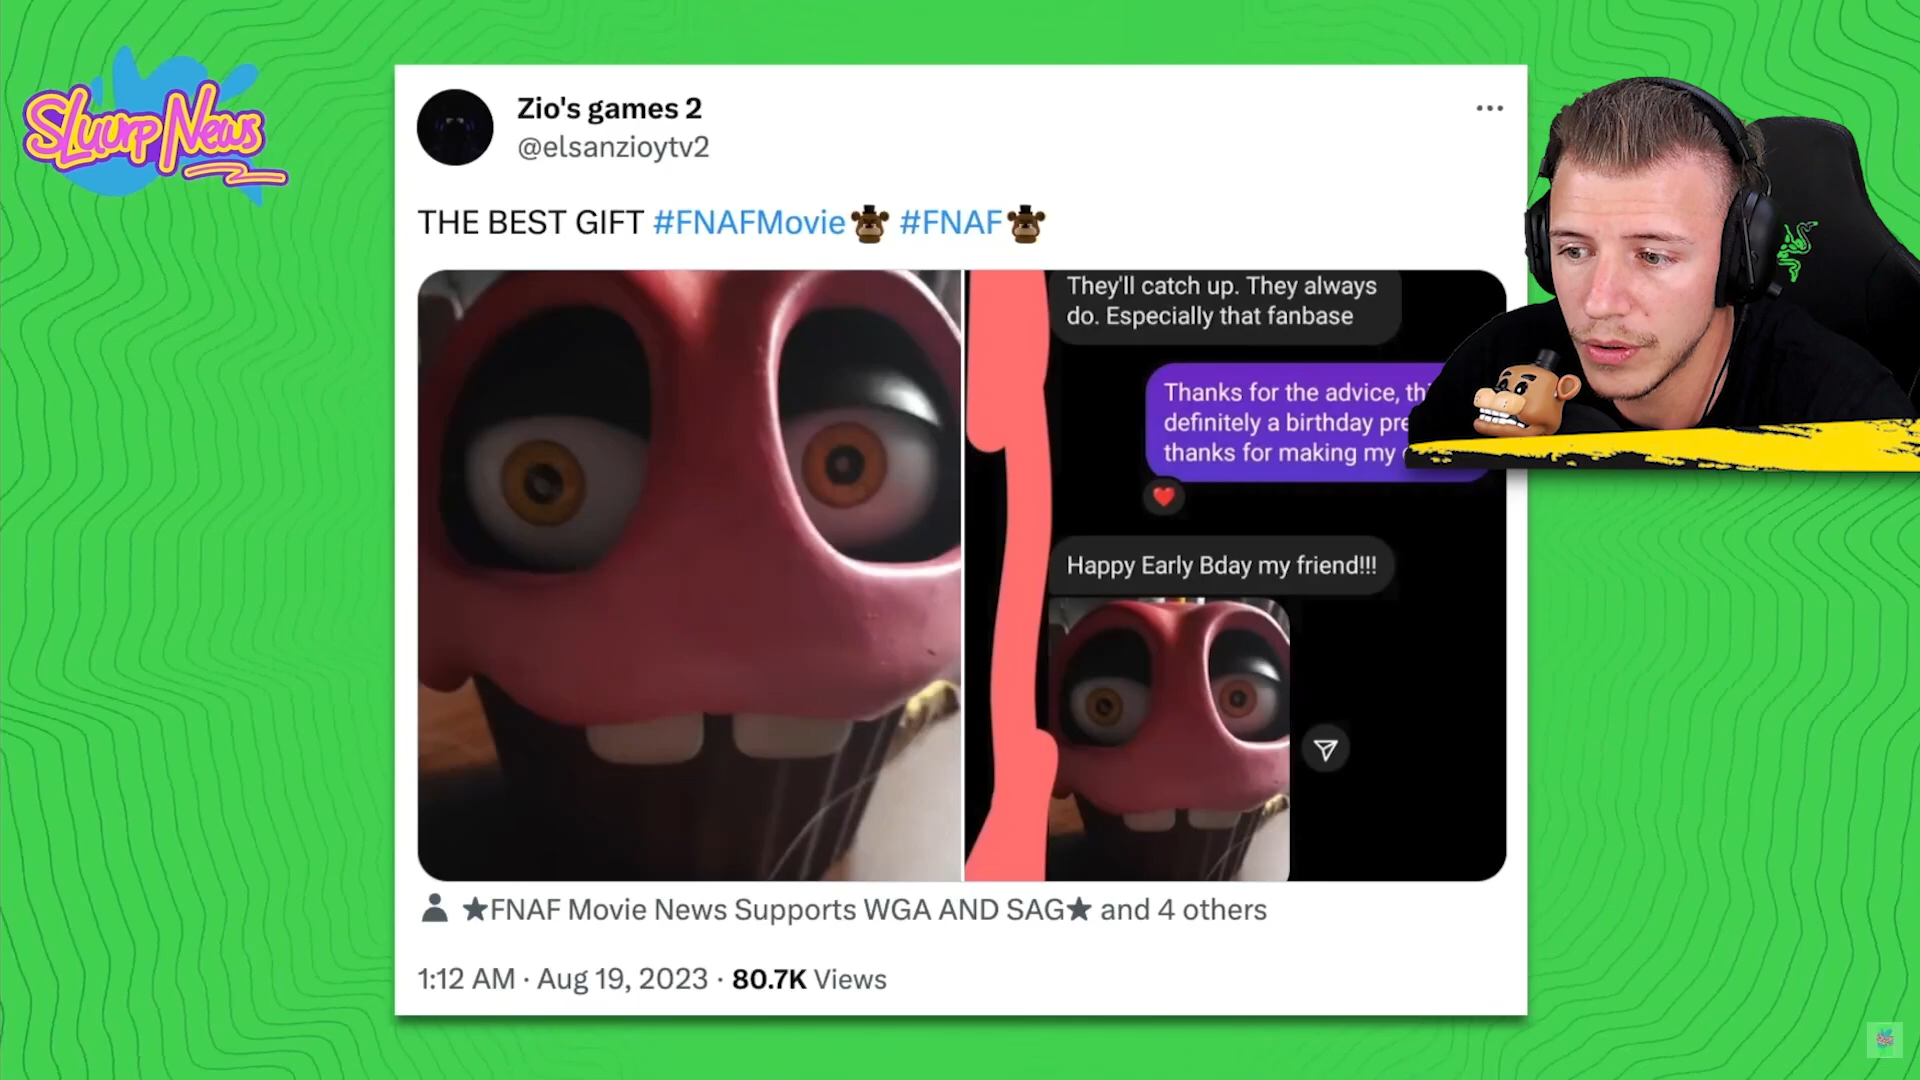 Sluurp News
Zio's games 2
@elsanzioytv2
THE BEST GIFT #FNAFMovie #FNAF
They'll catch up. They always
do. Especially that fanbase
Thanks for the advice,
definitely a birthday
thanks for making my
Happy Early Bday my friend!!!
★FNAF Movie News Supports WGA AND SAG★ and 4 others
1:12 AM · Aug 19, 2023 · 80.7K Views